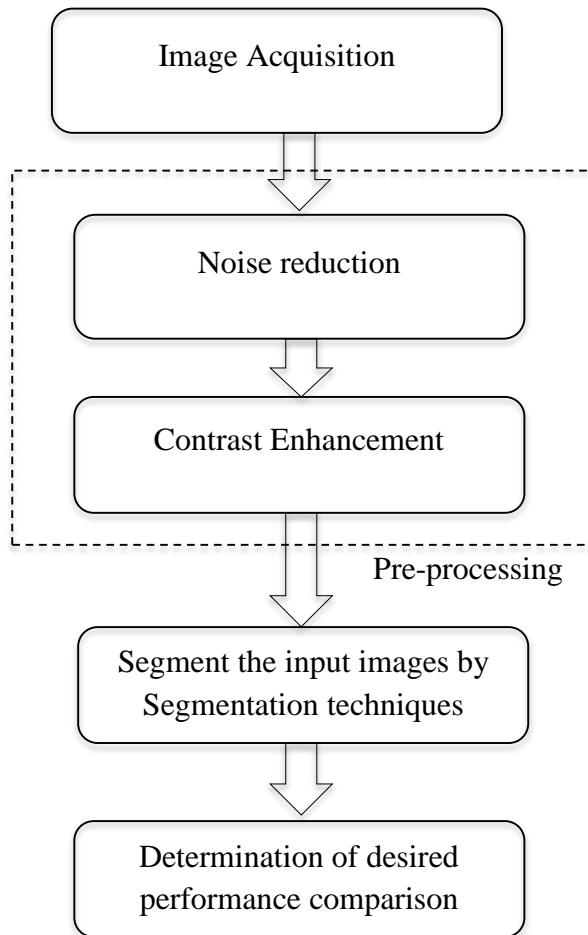 Image Acquisition
Noise reduction
Contrast Enhancement
Pre-processing
Segment the input images by
Segmentation techniques
Determination of desired
performance comparison